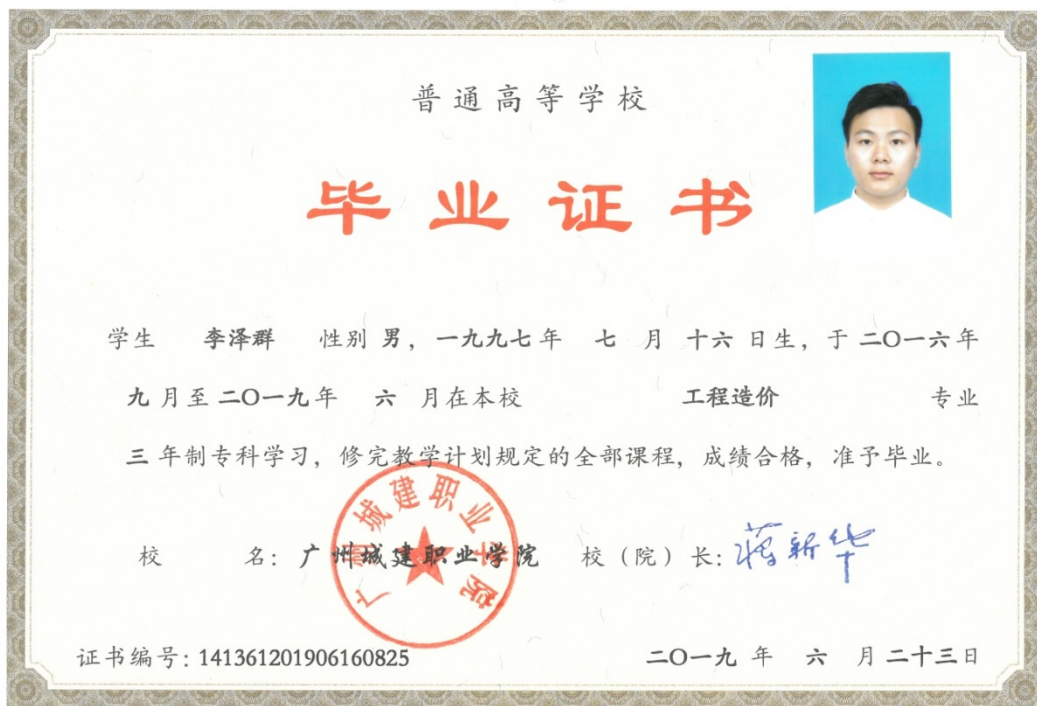 普通高等学校
毕业证书
学生 李泽群 性别 男，一九九七年 七 月 十六 日生，于 二〇一六年
九 月至 二〇一九年 六 月在本校 工程造价 专业
三 年制专科学习，修完教学计划规定的全部课程，成绩合格，准予毕业。
广州城建职业学院
校 名：广州城建职业学院 校（院）长：蒋新华
证书编号：141361201906160825 二〇一九 年 六 月 二十三日